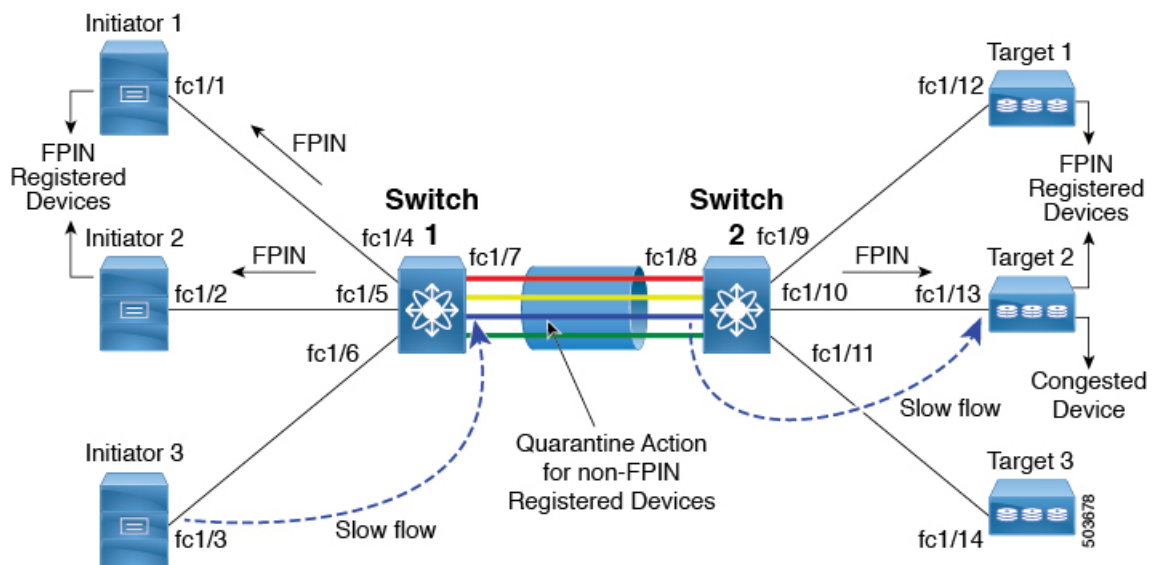 Initiator 1
fc1/1
FPIN
FPIN
Registered
Devices
Initiator 2
FPIN
fc1/2
Switch
1
fc1/4
fc1/5
fc1/6
fc1/7
Initiator 3
fc1/3
Slow flow
Quarantine Action
for non-FPIN
Registered Devices
Switch
2
fc1/8
fc1/9
fc1/10
fc1/11
FPIN
Slow flow
Target 1
fc1/12
FPIN
Registered
Devices
Target 2
fc1/13
Congested
Device
Target 3
fc1/14
503678